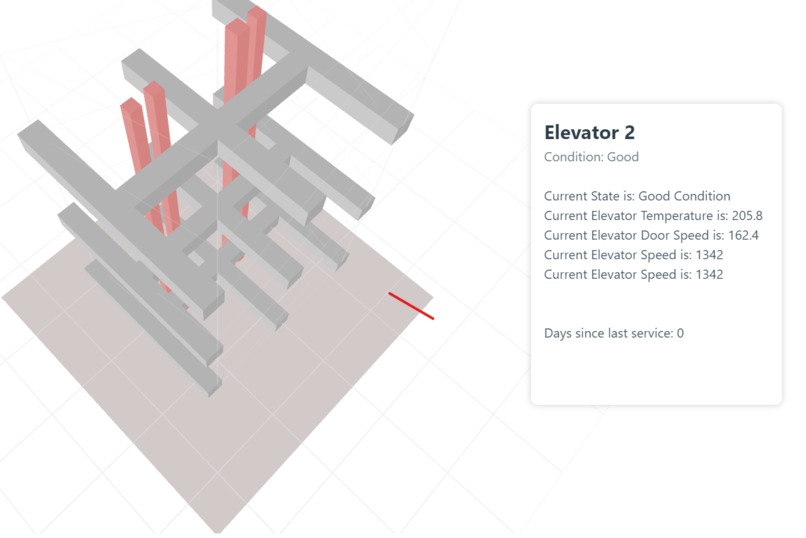 Elevator 2
Condition: Good
Current State is: Good Condition
Current Elevator Temperature is: 205.8
Current Elevator Door Speed is: 162.4
Current Elevator Speed is: 1342
Current Elevator Speed is: 1342
Days since last service: 0